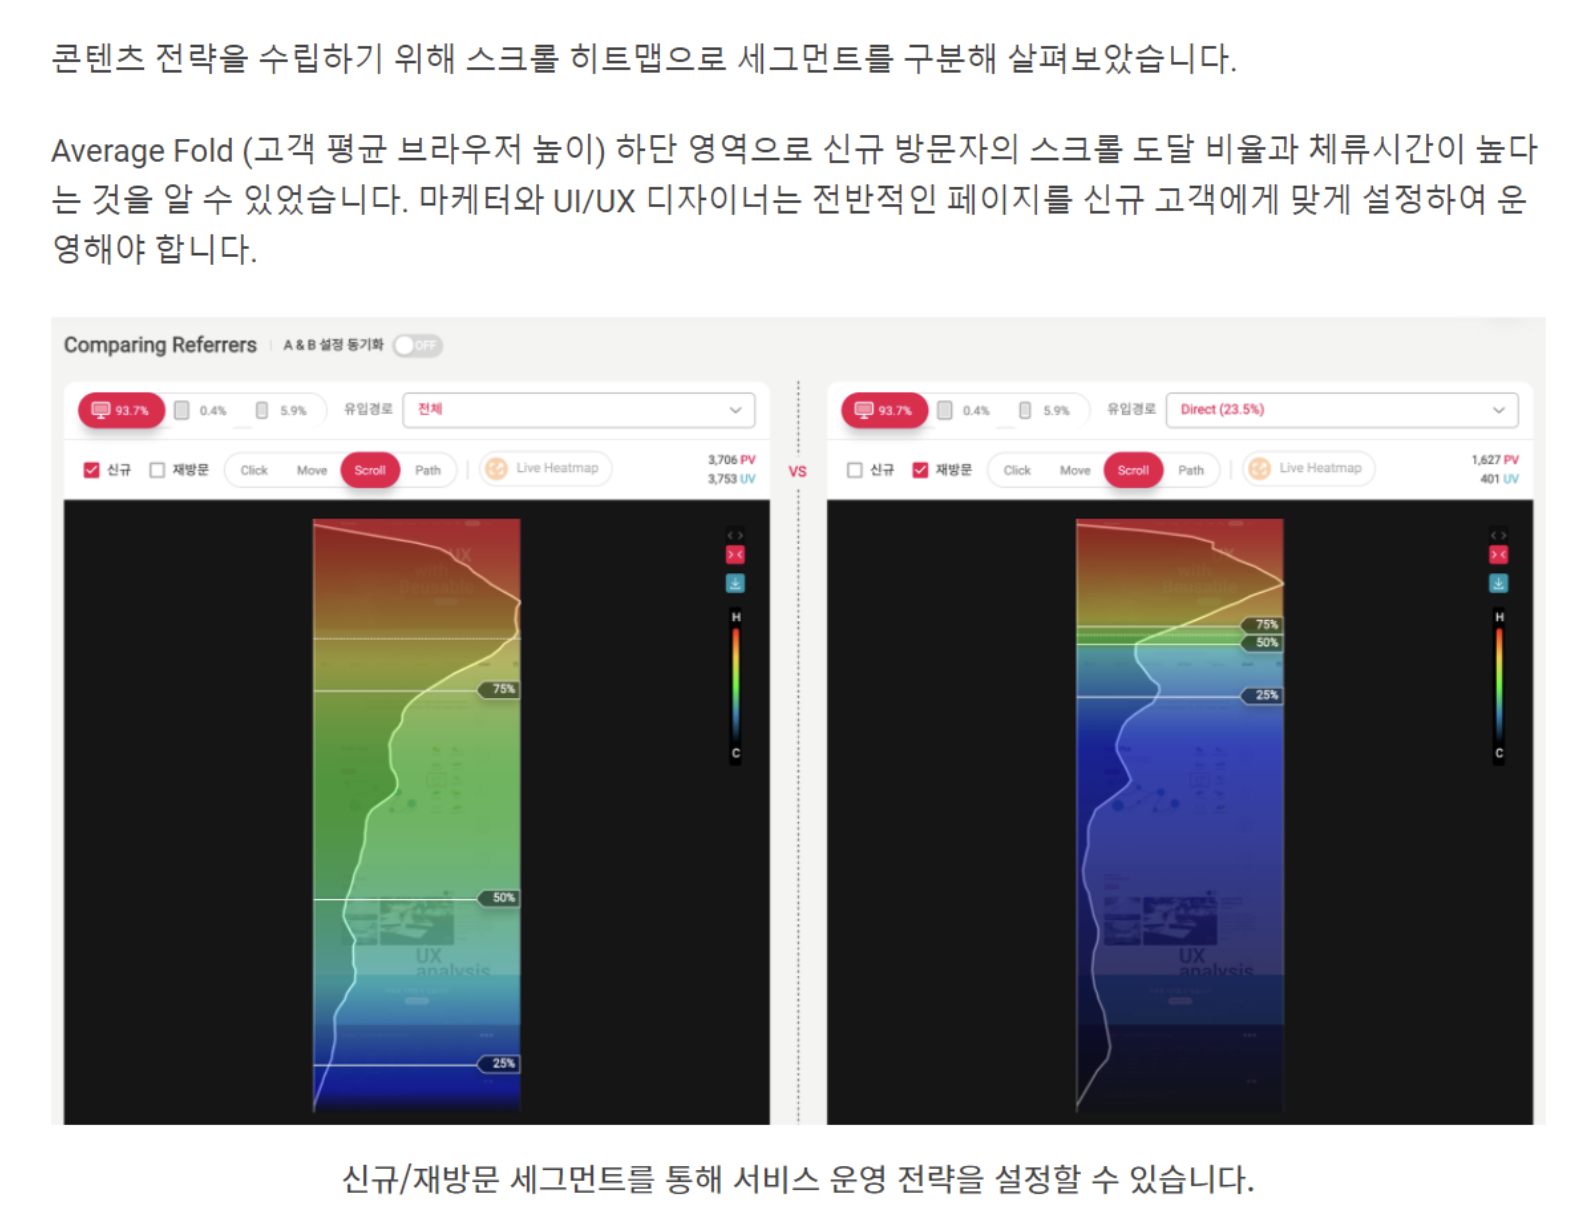 콘텐츠 전략을 수립하기 위해 스크롤 히트맵으로 세그먼트를 구분해 살펴보았습니다.
Average Fold (고객 평균 브라우저 높이) 하단 영역으로 신규 방문자의 스크롤 도달 비율과 체류시간이 높다
는 것을 알 수 있었습니다. 마케터와 UI/UX 디자이너는 전반적인 페이지를 신규 고객에게 맞게 설정하여 운
영해야 합니다.
Comparing Referrers A & B 설정 동기화 OFF
93.7% 0.4% 5.9% 유입경로 전체
신규 재방문 Click Move Scroll Path Live Heatmap 3,706 PV
3,753 UV
UX
with
Beusable
H
75%
C
50%
UX
analysis
25%
VS
93.7% 0.4% 5.9% 유입경로 Direct (23.5%)
신규 재방문 Click Move Scroll Path Live Heatmap 1,627 PV
401 UV
UX
with
Beusable
H
75%
50%
25%
C
UX
analysis
신규/재방문 세그먼트를 통해 서비스 운영 전략을 설정할 수 있습니다.